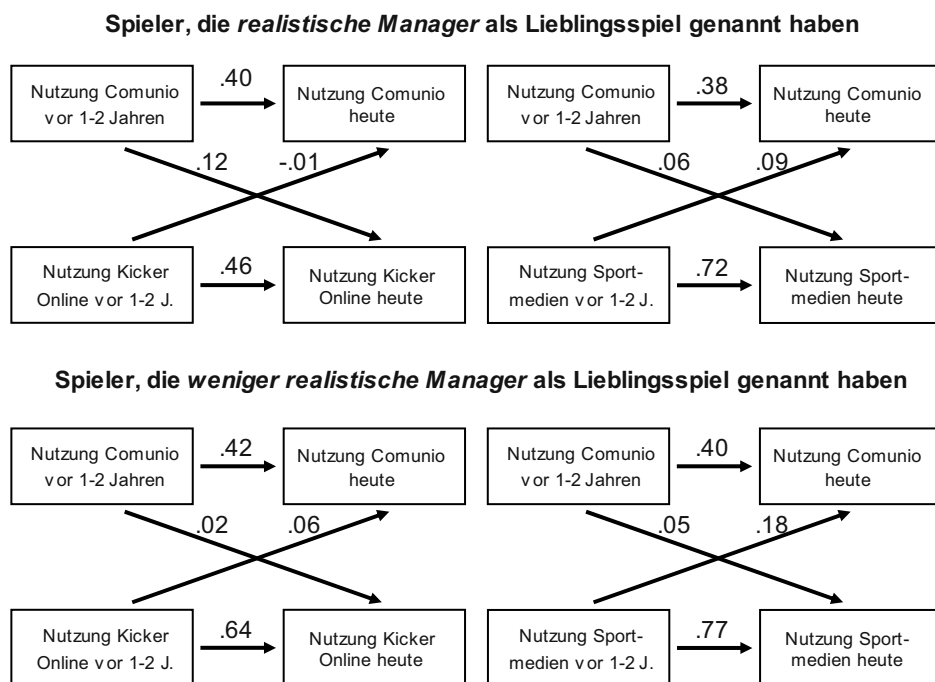 Spieler, die realistische Manager als Lieblingsspiel genannt haben
Nutzung Comunio
vor 1-2 Jahren
.40
Nutzung Comunio
heute
.12
-.01
Nutzung Kicker
Online vor 1-2 J.
.46
Nutzung Kicker
Online heute
Nutzung Comunio
vor 1-2 Jahren
.38
Nutzung Comunio
heute
.06
.09
Nutzung Sport-
medien vor 1-2 J.
.72
Nutzung Sport-
medien heute
Spieler, die weniger realistische Manager als Lieblingsspiel genannt haben
Nutzung Comunio
vor 1-2 Jahren
.42
Nutzung Comunio
heute
.02
.06
Nutzung Kicker
Online vor 1-2 J.
.64
Nutzung Kicker
Online heute
Nutzung Comunio
vor 1-2 Jahren
.40
Nutzung Comunio
heute
.05
.18
Nutzung Sport-
medien vor 1-2 J.
.77
Nutzung Sport-
medien heute